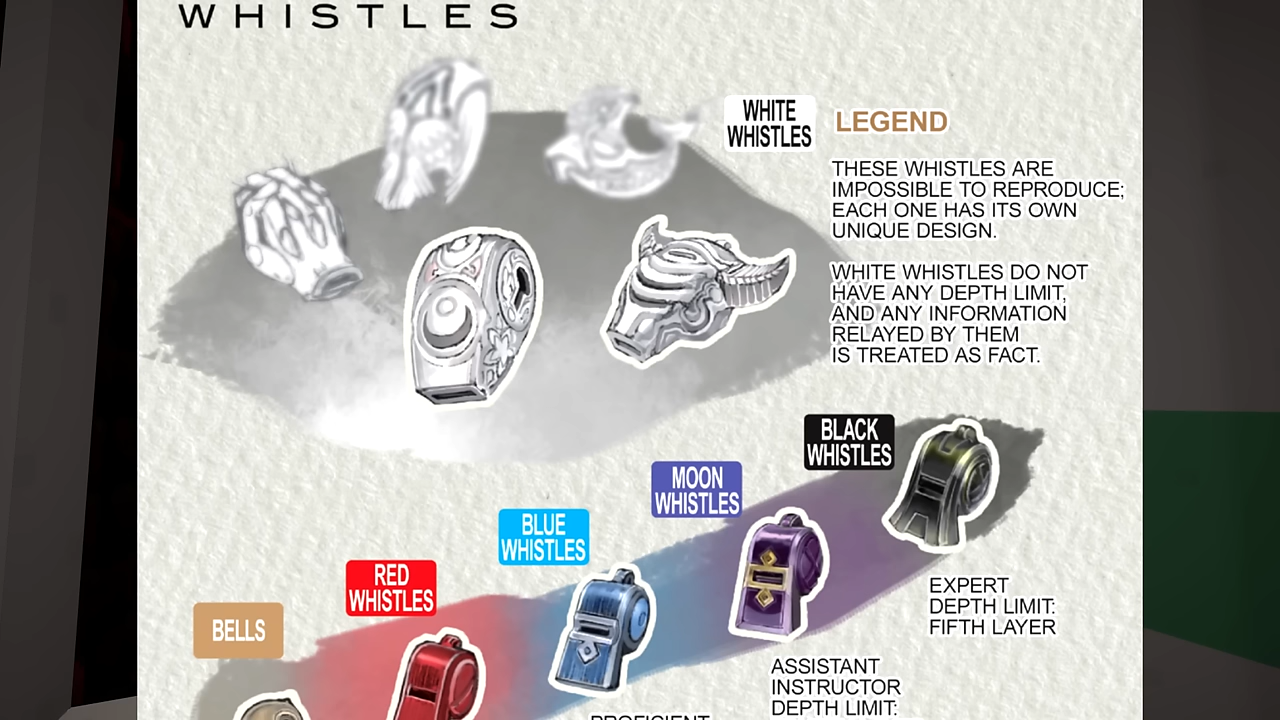 WHISTLES
WHITE
WHISTLES
LEGEND
THESE WHISTLES ARE
IMPOSSIBLE TO REPRODUCE;
EACH ONE HAS ITS OWN
UNIQUE DESIGN.
WHITE WHISTLES DO NOT
HAVE ANY DEPTH LIMIT,
AND ANY INFORMATION
RELAYED BY THEM
IS TREATED AS FACT.
BLACK
WHISTLES
MOON
WHISTLES
BLUE
WHISTLES
RED
WHISTLES
BELLS
EXPERT
DEPTH LIMIT:
FIFTH LAYER
ASSISTANT
INSTRUCTOR
DEPTH LIMIT:
PROFICIENT